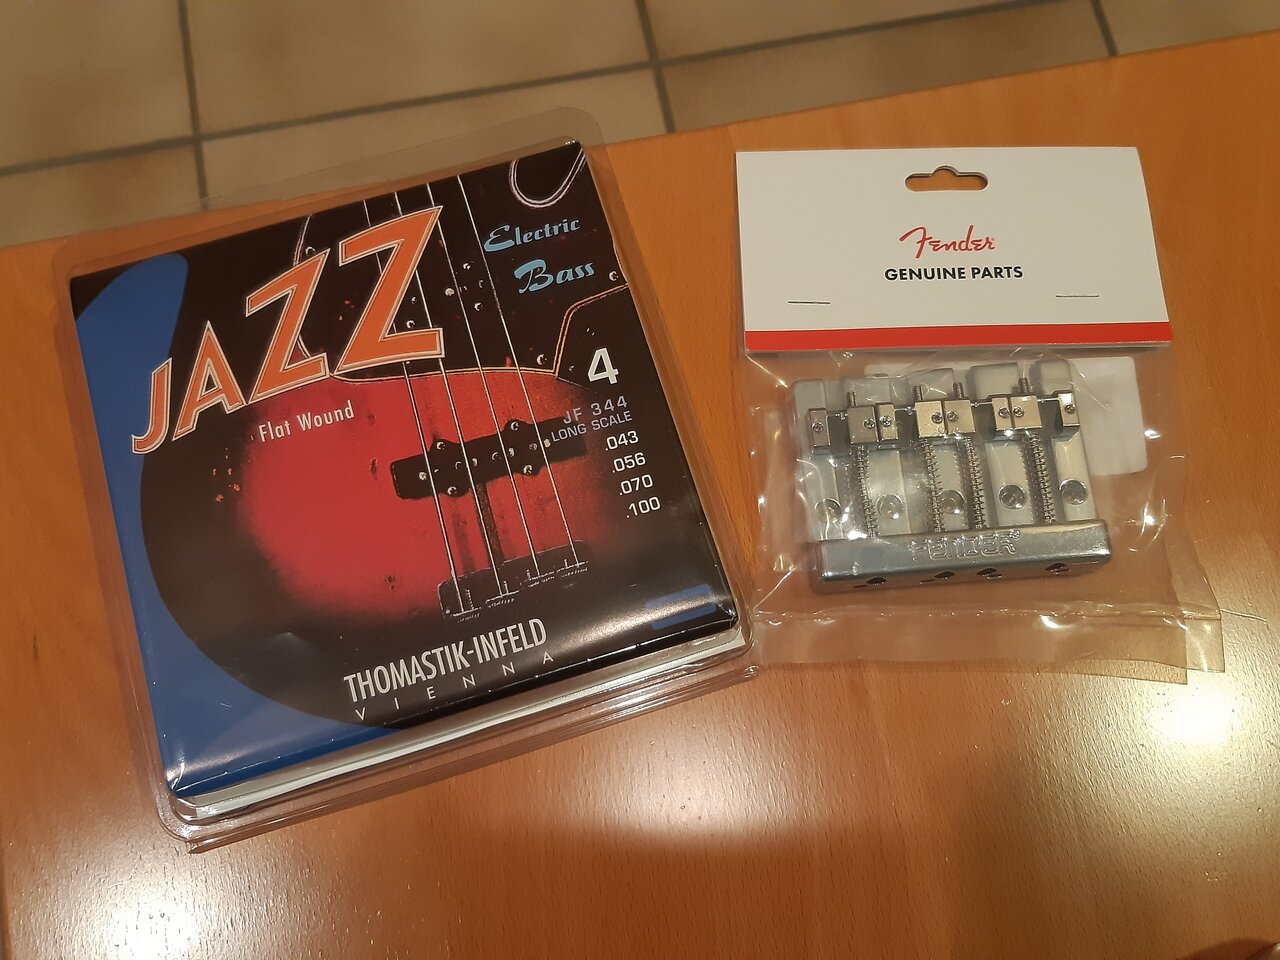 JAZZ
Flat Wound
Electric
Bass
4
JF 344
LONG SCALE
.043
.056
.070
.100
THOMASTIK-INFELD
VIENNA
Fender
GENUINE PARTS
FENDER